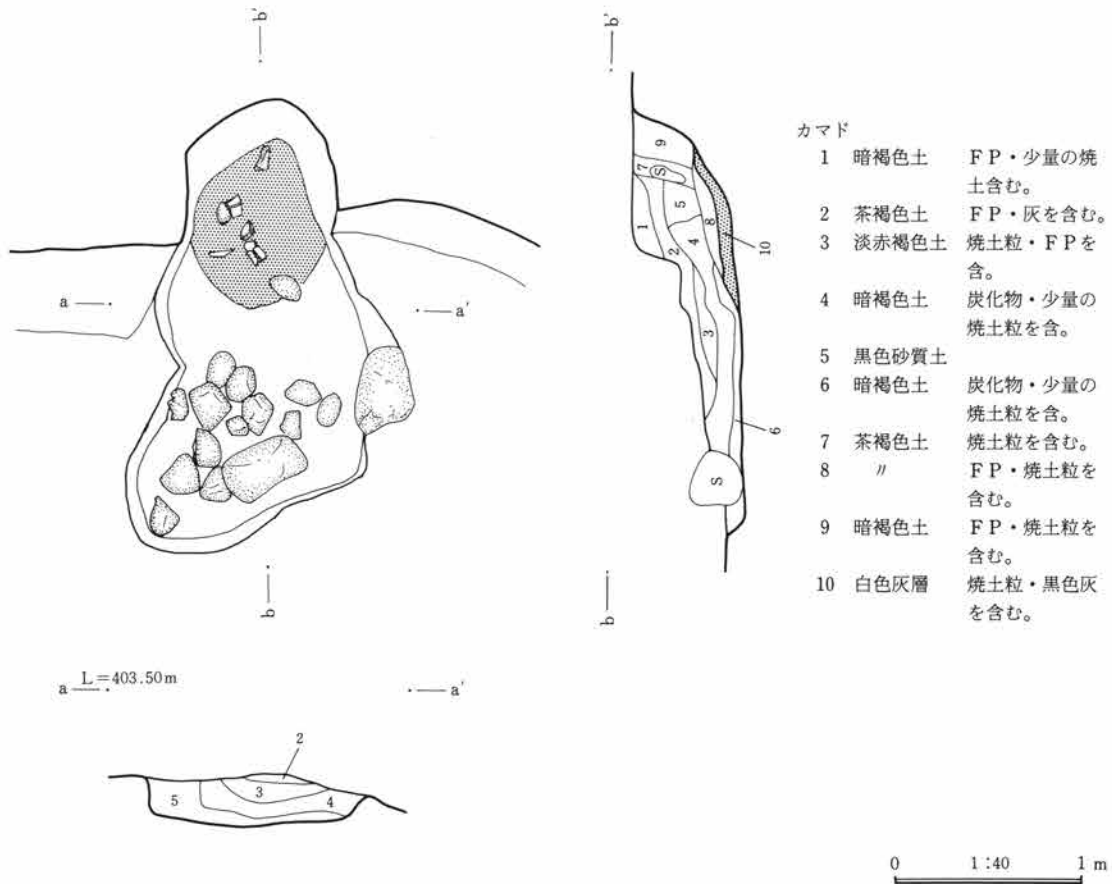 b'
b'
a
a'
b
b
9
7
S
5
1
8
4
2
10
3
6
S
カマド
1 暗褐色土 FP・少量の焼
土含む。
2 茶褐色土 FP・灰を含む。
3 淡赤褐色土 焼土粒・FPを
含。
4 暗褐色土 炭化物・少量の
焼土粒を含。
5 黒色砂質土
6 暗褐色土 炭化物・少量の
焼土粒を含。
7 茶褐色土 焼土粒を含む。
8 〃 FP・焼土粒を
含む。
9 暗褐色土 FP・焼土粒を
含む。
10 白色灰層 焼土粒・黒色灰
を含む。
L=403.50m
a
a'
2
3
5
4
0 1:40 1 m